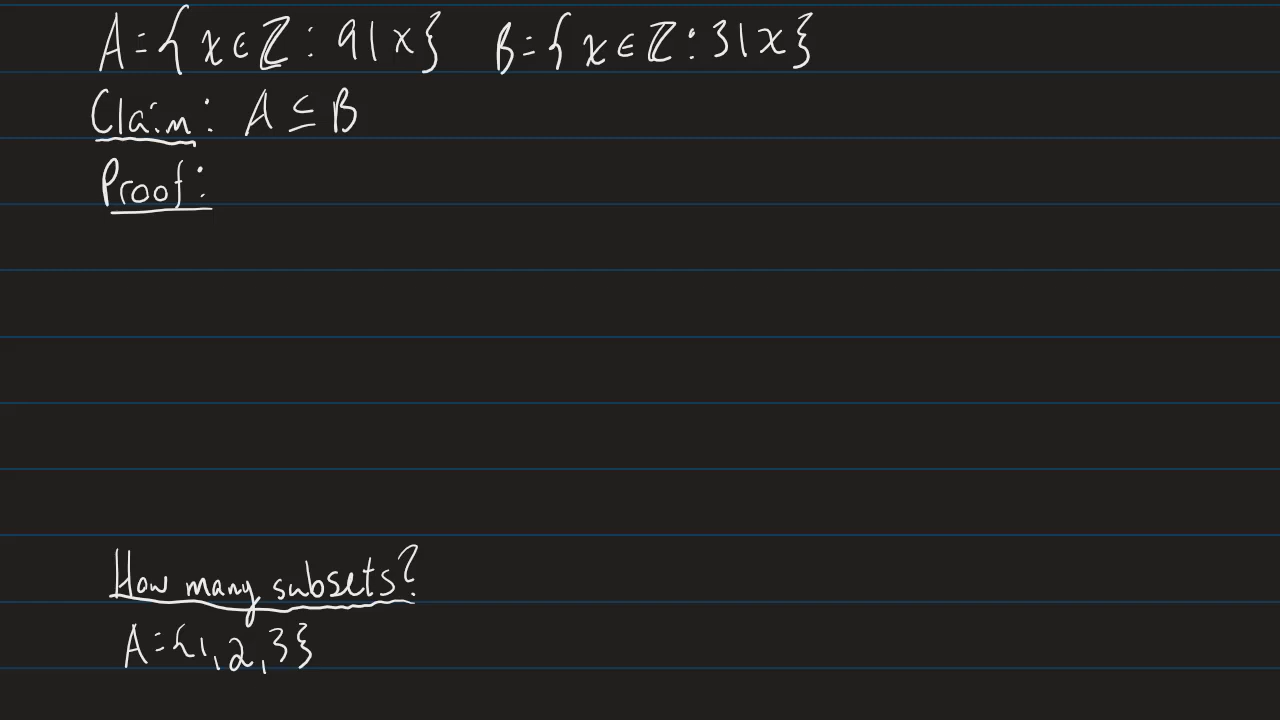 A={x∈ℤ: 9|x} B={x∈ℤ: 3|x}
Claim: A ⊆ B
Proof:
How many subsets?
A={1,2,3}